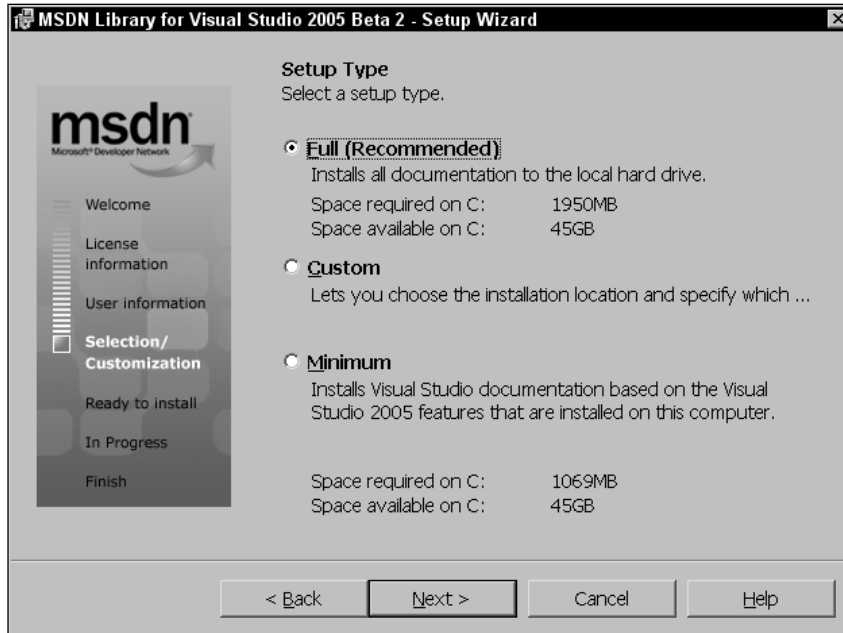 MSDN Library for Visual Studio 2005 Beta 2 - Setup Wizard
msdn
Microsoft® Developer Network
Welcome
License
information
User information
Selection/
Customization
Ready to install
In Progress
Finish
Setup Type
Select a setup type.
Full (Recommended)
Installs all documentation to the local hard drive.
Space required on C: 1950MB
Space available on C: 45GB
Custom
Lets you choose the installation location and specify which ...
Minimum
Installs Visual Studio documentation based on the Visual
Studio 2005 features that are installed on this computer.
Space required on C: 1069MB
Space available on C: 45GB
< Back Next > Cancel Help